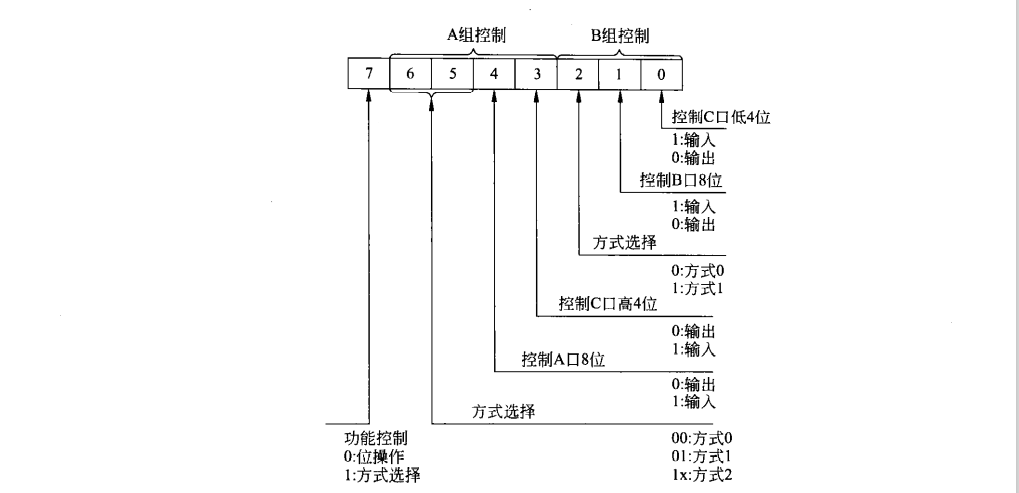 A组控制 B组控制
7 6 5 4 3 2 1 0
控制C口低4位
1:输入
0:输出
控制B口8位
1:输入
0:输出
方式选择
0:方式0
1:方式1
控制C口高4位
0:输出
1:输入
控制A口8位
0:输出
1:输入
方式选择
00:方式0
01:方式1
1x:方式2
功能控制
0:位操作
1:方式选择